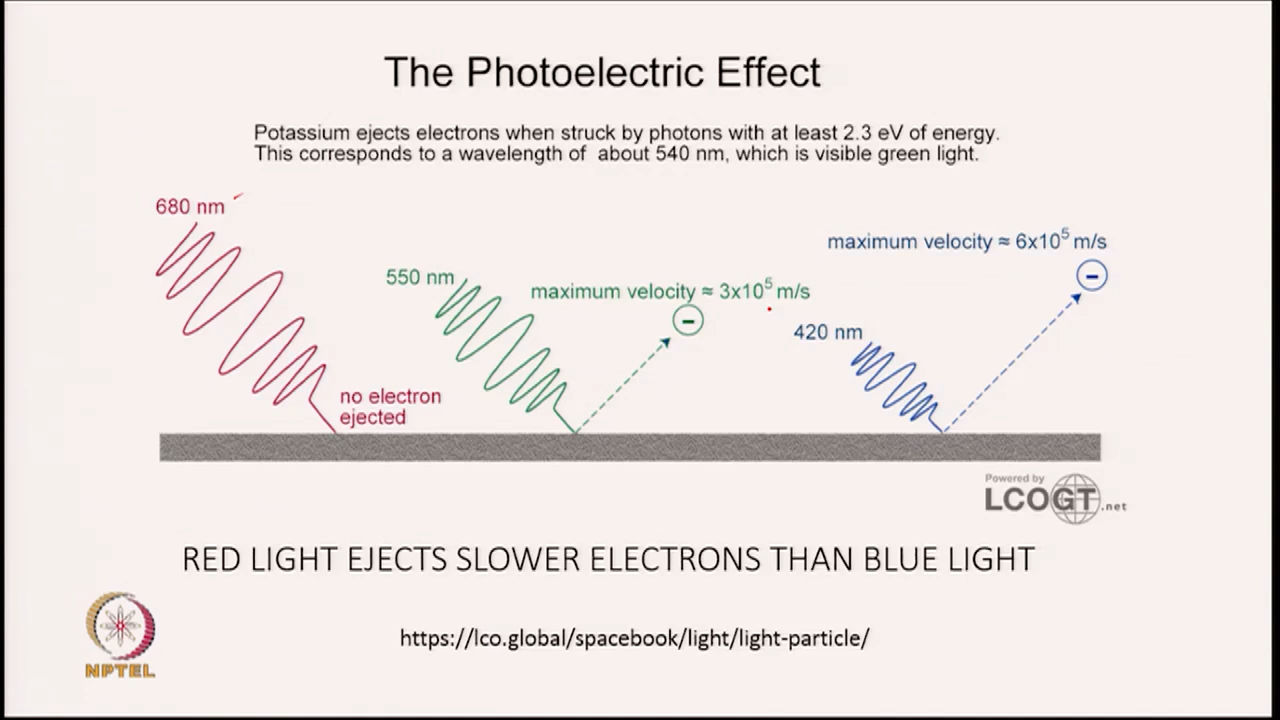 The Photoelectric Effect
Potassium ejects electrons when struck by photons with at least 2.3 eV of energy.
This corresponds to a wavelength of about 540 nm, which is visible green light.
680 nm
no electron
ejected
550 nm
maximum velocity ≈ 3x10⁵ m/s
−
420 nm
maximum velocity ≈ 6x10⁵ m/s
−
Powered by
LCOGT.net
RED LIGHT EJECTS SLOWER ELECTRONS THAN BLUE LIGHT
https://lco.global/spacebook/light/light-particle/
NPTEL